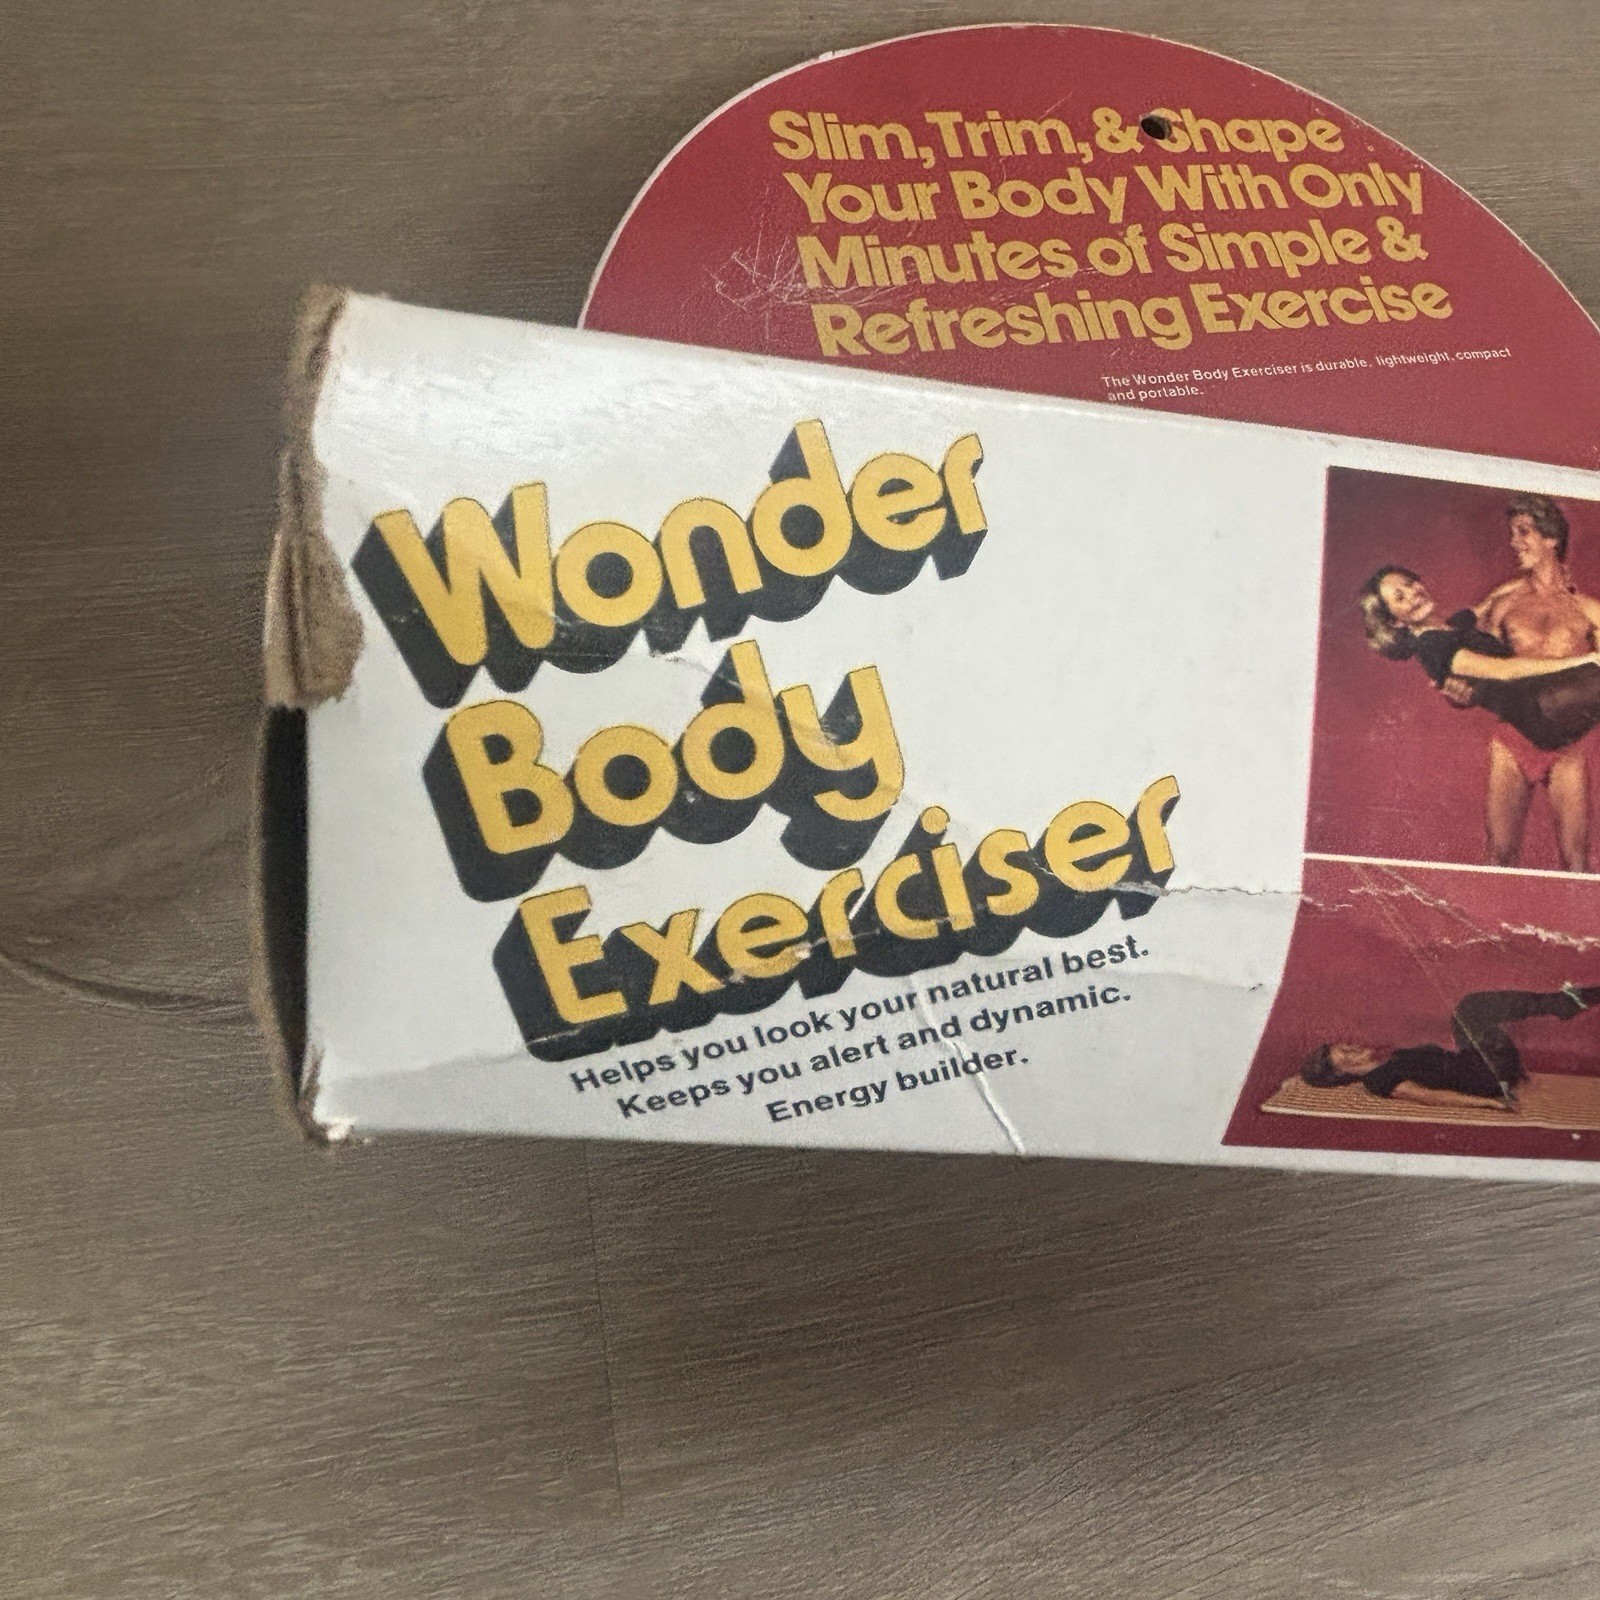 Slim, Trim, & Shape
Your Body With Only
Minutes of Simple &
Refreshing Exercise
The Wonder Body Exerciser is durable, lightweight, compact
and portable.
Wonder
Body
Exerciser
Helps you look your natural best.
Keeps you alert and dynamic.
Energy builder.